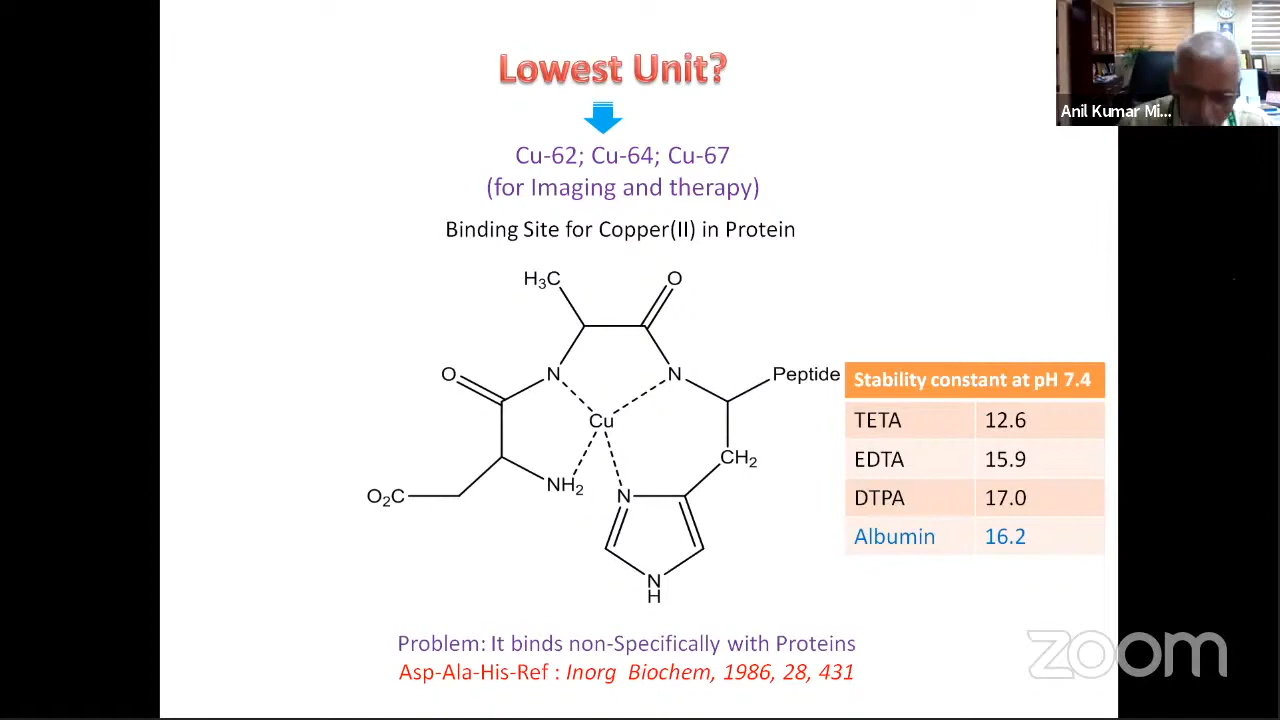 Lowest Unit?
Anil Kumar Mi...
Cu-62; Cu-64; Cu-67
(for Imaging and therapy)
Binding Site for Copper(II) in Protein
H3C
O
O
N
N
Peptide
Cu
CH2
NH2
O2C
N
N
H
Stability constant at pH 7.4
TETA 12.6
EDTA 15.9
DTPA 17.0
Albumin 16.2
Problem: It binds non-Specifically with Proteins
Asp-Ala-His-Ref : Inorg Biochem, 1986, 28, 431
zoom